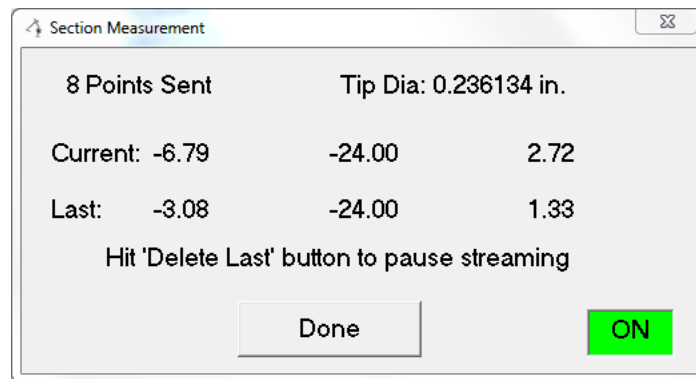 Section Measurement
8 Points Sent Tip Dia: 0.236134 in.
Current: -6.79 -24.00 2.72
Last: -3.08 -24.00 1.33
Hit 'Delete Last' button to pause streaming
Done ON